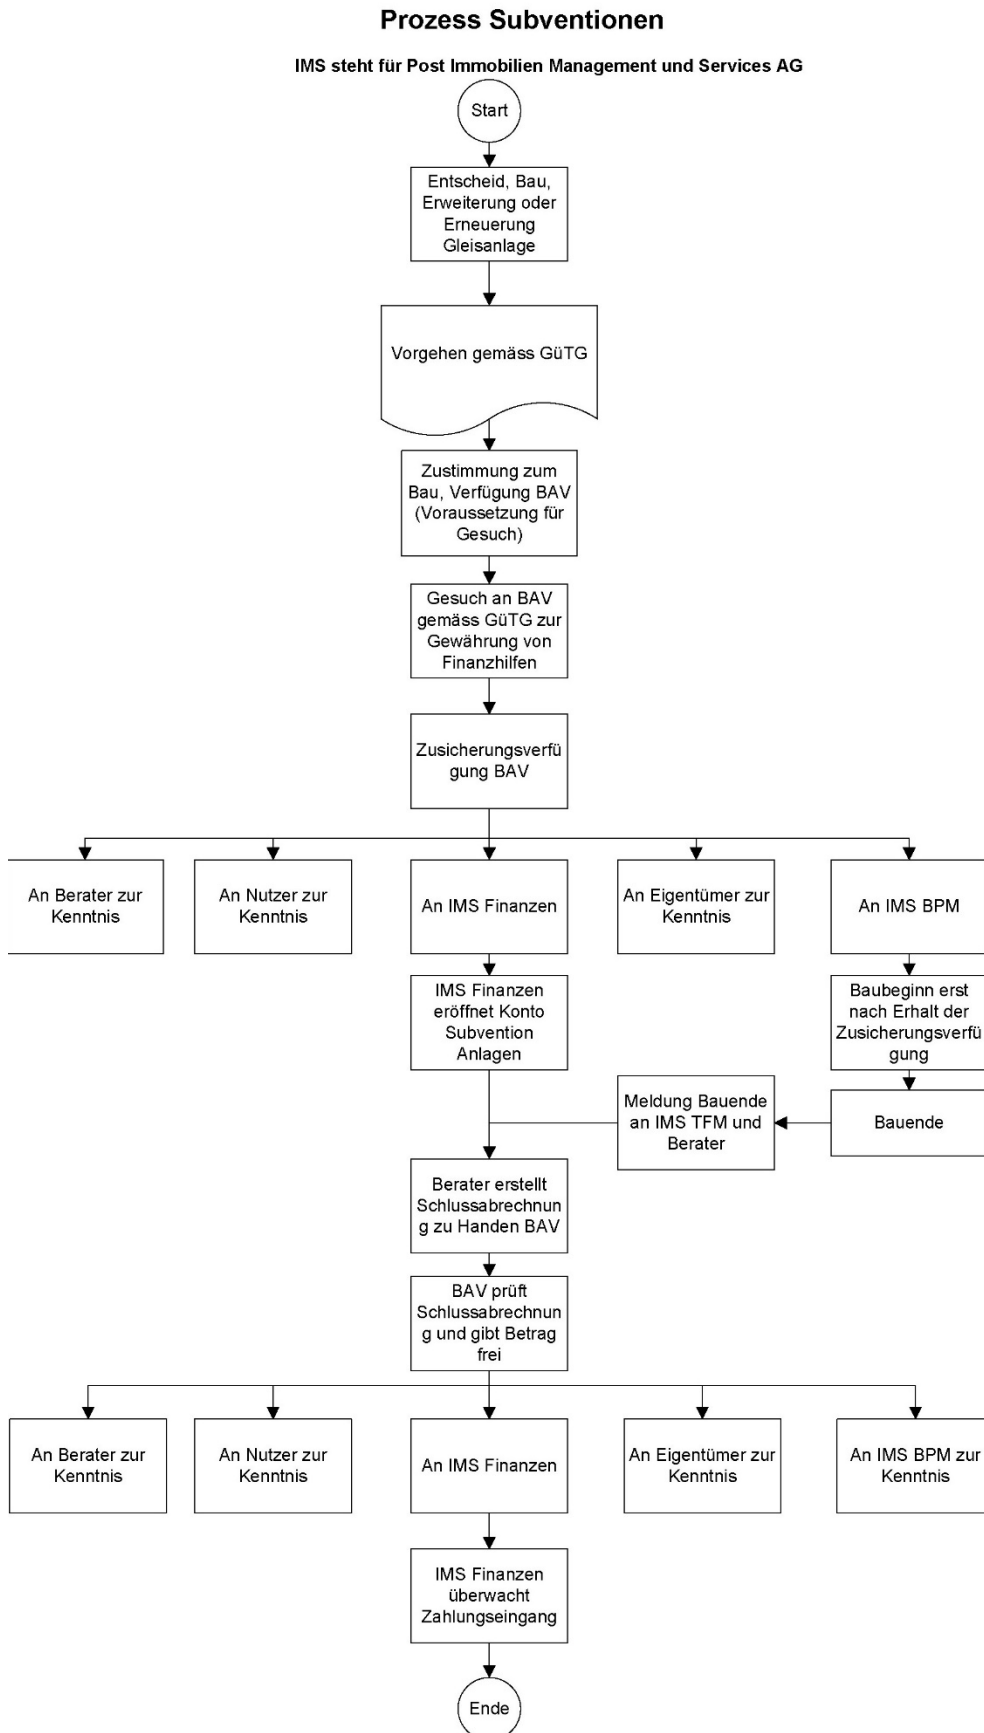 Prozess Subventionen
IMS steht für Post Immobilien Management und Services AG
Start
Entscheid, Bau,
Erweiterung oder
Erneuerung
Gleisanlage
Vorgehen gemäss GüTG
Zustimmung zum
Bau, Verfügung BAV
(Voraussetzung für
Gesuch)
Gesuch an BAV
gemäss GüTG zur
Gewährung von
Finanzhilfen
Zusicherungsverfü
gung BAV
An Berater zur
Kenntnis
An Nutzer zur
Kenntnis
An IMS Finanzen
An Eigentümer zur
Kenntnis
An IMS BPM
IMS Finanzen
eröffnet Konto
Subvention
Anlagen
Baubeginn erst
nach Erhalt der
Zusicherungsverfü
gung
Meldung Bauende
an IMS TFM und
Berater
Bauende
Berater erstellt
Schlussabrechnun
g zu Handen BAV
BAV prüft
Schlussabrechnun
g und gibt Betrag
frei
An Berater zur
Kenntnis
An Nutzer zur
Kenntnis
An IMS Finanzen
An Eigentümer zur
Kenntnis
An IMS BPM zur
Kenntnis
IMS Finanzen
überwacht
Zahlungseingang
Ende